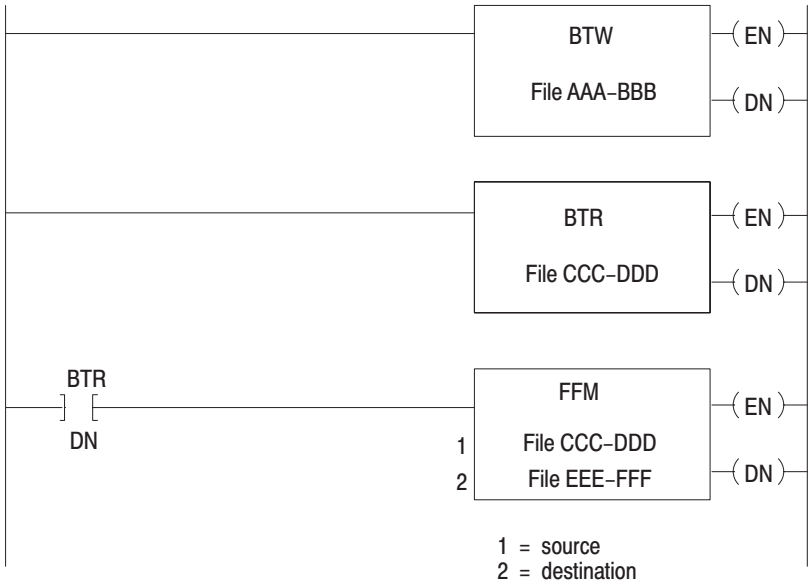 BTW
EN
File AAA–BBB
DN
BTR
EN
File CCC–DDD
DN
BTR
DN
FFM
EN
1 File CCC–DDD
2 File EEE–FFF
DN
1 = source
2 = destination